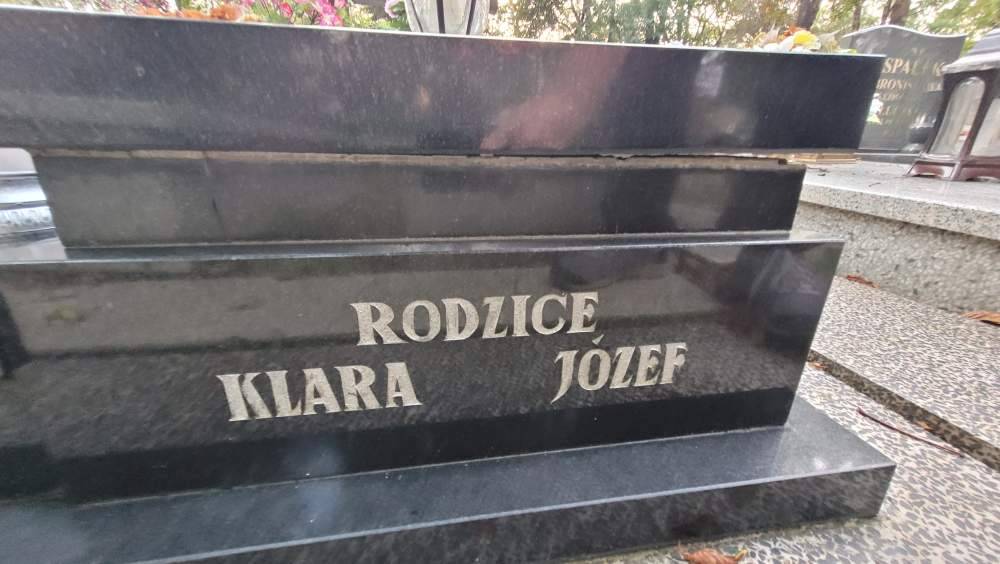 RODZICE
KLARA JÓZEF